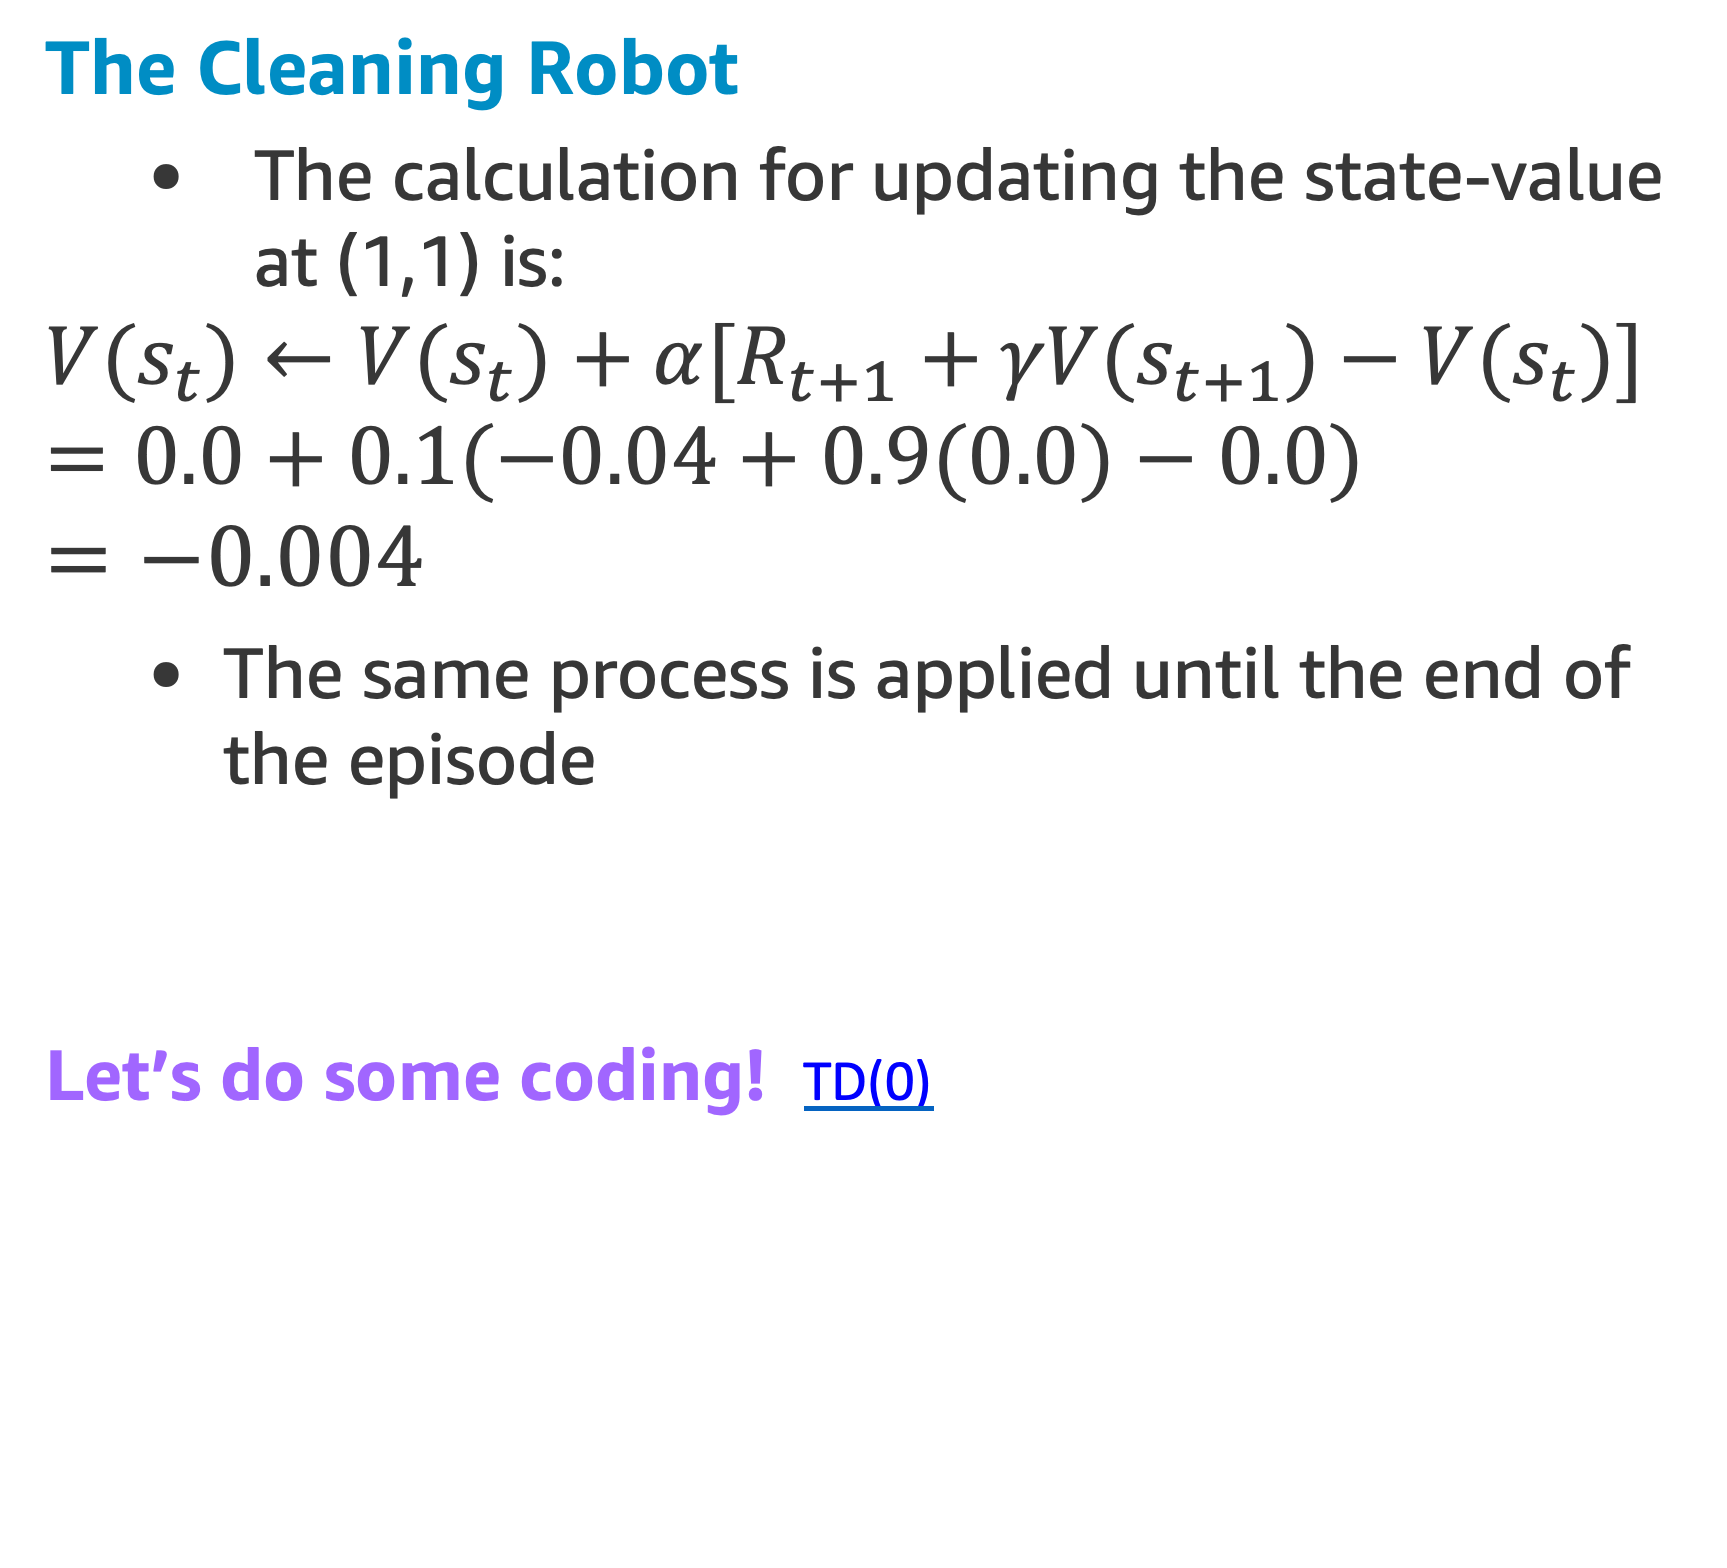 The Cleaning Robot
• The calculation for updating the state-value
at (1,1) is:
V(s_t) ← V(s_t) + α[R_{t+1} + γV(s_{t+1}) − V(s_t)]
= 0.0 + 0.1(−0.04 + 0.9(0.0) − 0.0)
= −0.004
• The same process is applied until the end of
the episode
Let’s do some coding! TD(0)